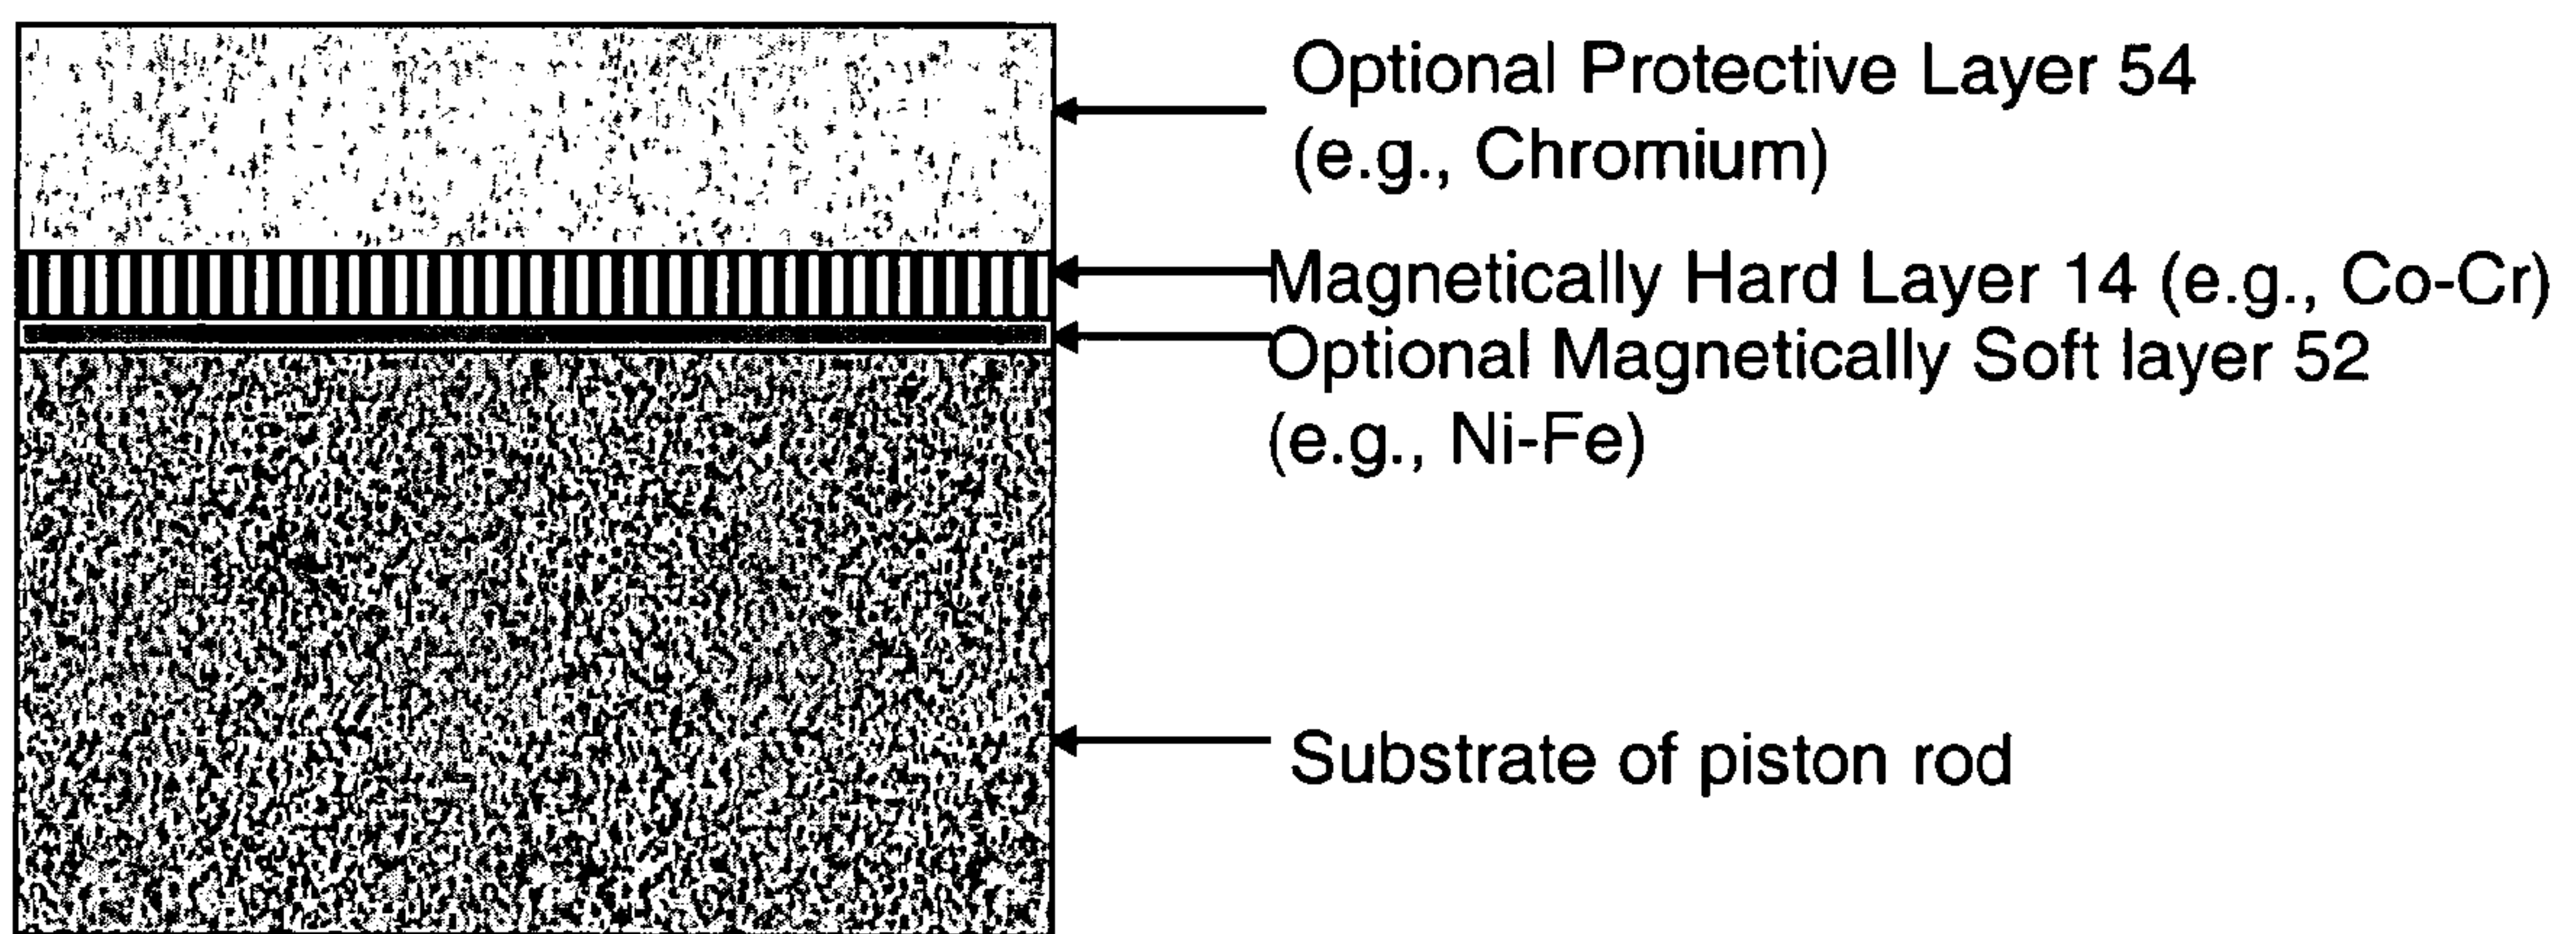 Optional Protective Layer 54
(e.g., Chromium)
Magnetically Hard Layer 14 (e.g., Co-Cr)
Optional Magnetically Soft layer 52
(e.g., Ni-Fe)
Substrate of piston rod